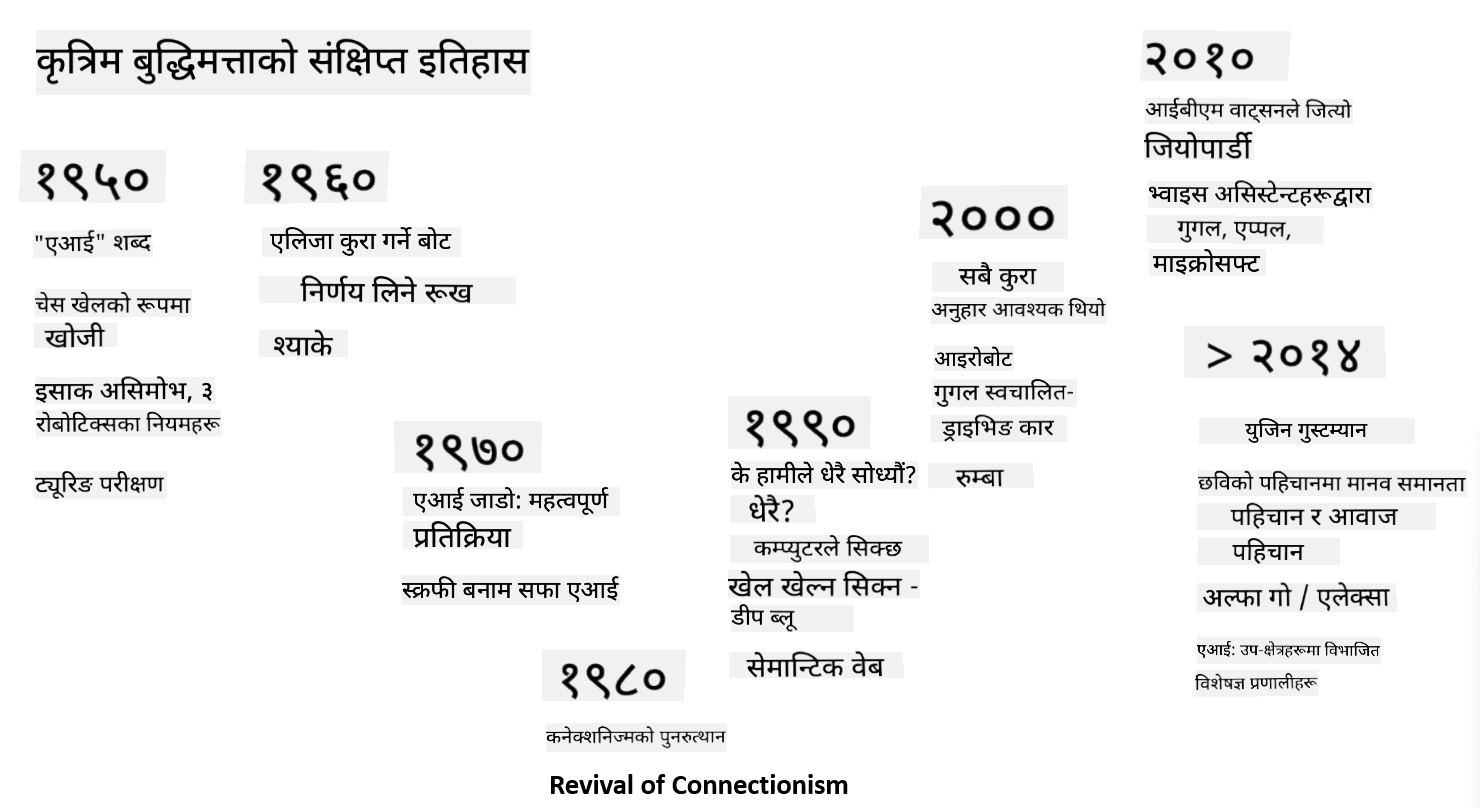 कृत्रिम बुद्धिमत्ताको संक्षिप्त इतिहास
१९५०
"एआई" शब्द
चेस खेलको रूपमा
खोजी
इसाक असिमोभ, ३
रोबोटिक्सका नियमहरू
ट्यूरिङ परीक्षण
१९६०
एलिजा कुरा गर्ने बोट
निर्णय लिने रूख
श्याके
१९७०
एआई जाडो: महत्वपूर्ण
प्रतिक्रिया
स्क्रफी बनाम सफा एआई
१९८०
कनेक्शनिज्मको पुनरुत्थान
Revival of Connectionism
१९९०
के हामीले धेरै सोध्यौं?
धेरै?
कम्प्युटरले सिक्छ
खेल खेल्न सिक्न -
डीप ब्लू
सेमान्टिक वेब
२०००
सबै कुरा
अनुहार आवश्यक थियो
आइरोबोट
गुगल स्वचालित-
ड्राइभिङ कार
रुम्बा
२०१०
आईबीएम वाट्सनले जित्यो
जियोपार्डी
भ्वाइस असिस्टेन्टहरूद्वारा
गुगल, एप्पल,
माइक्रोसफ्ट
> २०१४
युजिन गुस्टम्यान
छविको पहिचानमा मानव समानता
पहिचान र आवाज
पहिचान
अल्फा गो / एलेक्सा
एआई: उप-क्षेत्रहरूमा विभाजित
विशेषज्ञ प्रणालीहरू